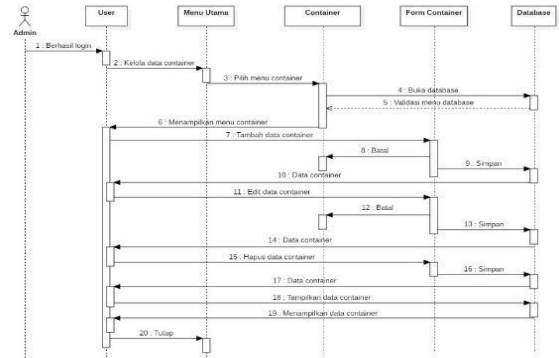 User
Menu Utama
Container
Form Container
Database
Admin
1 : Berhasil login
2 : Kelola data container
3 : Pilih menu container
4 : Buka database
5 : Validasi menu database
6 : Menampilkan menu container
7 : Tambah data container
8 : Batal
9 : Simpan
10 : Data container
11 : Edit data container
12 : Batal
13 : Simpan
14 : Data container
15 : Hapus data container
16 : Simpan
17 : Data container
18 : Tampilkan data container
19 : Menampilkan data container
20 : Tutup